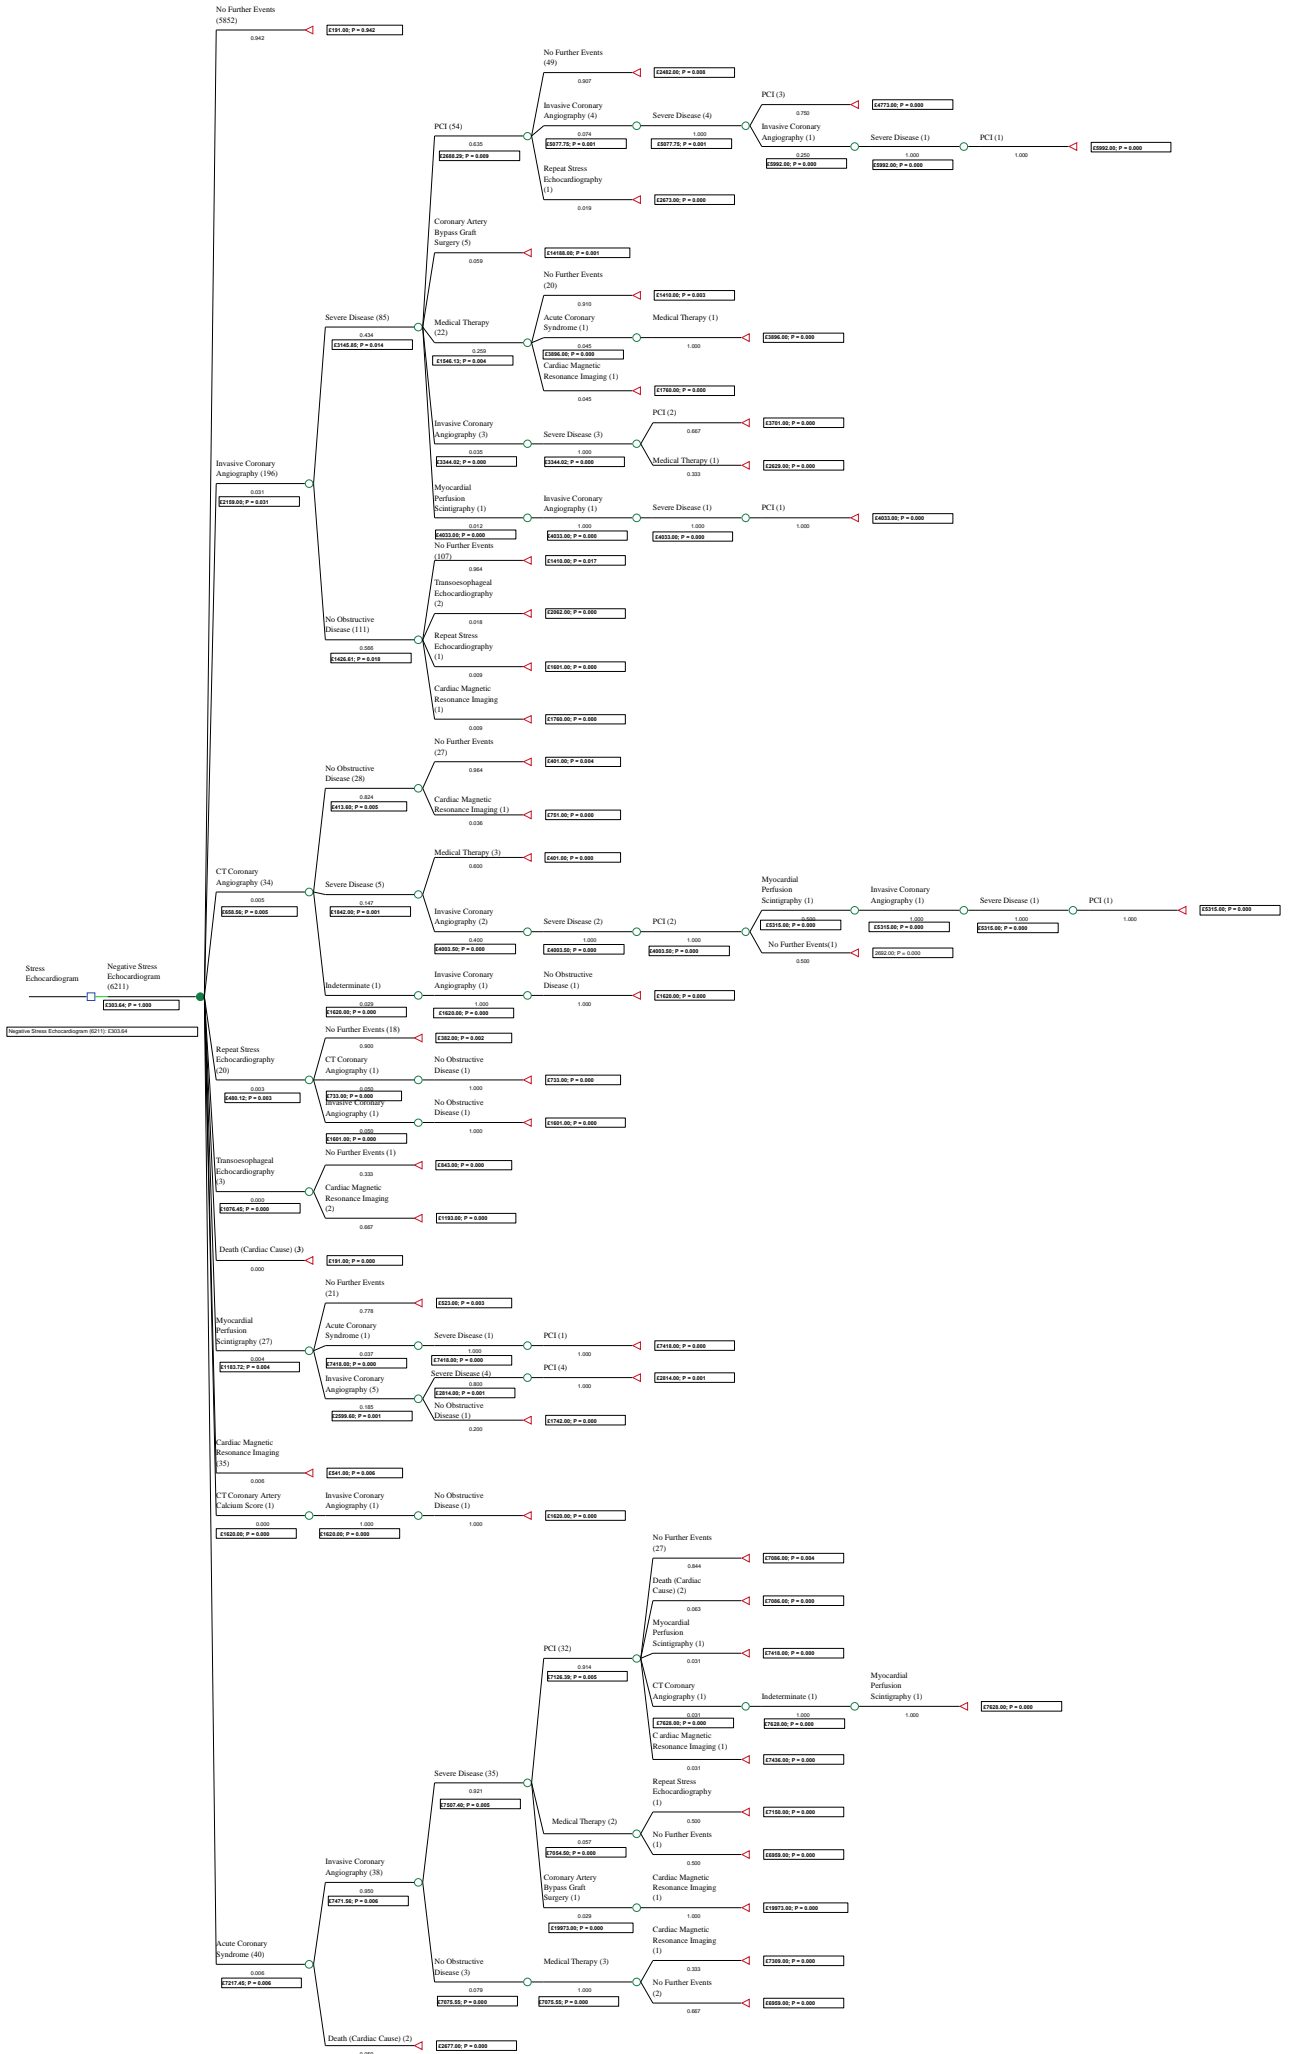 No Further Events
(5852)
0.942
£191.00; P = 0.942
No Further Events
(49)
0.907
£2482.00; P = 0.008
PCI (54)
0.635
£2688.29; P = 0.009
Invasive Coronary
Angiography (4)
0.074
£5077.75; P = 0.001
Severe Disease (4)
1.000
£5077.75; P = 0.001
PCI (3)
0.750
£4773.00; P = 0.000
Invasive Coronary
Angiography (1)
0.250
£5992.00; P = 0.000
Severe Disease (1)
1.000
£5992.00; P = 0.000
PCI (1)
1.000
£5992.00; P = 0.000
Repeat Stress
Echocardiography
(1)
0.019
£2673.00; P = 0.000
Coronary Artery
Bypass Graft
Surgery (5)
0.059
£14188.00; P = 0.001
Severe Disease (85)
0.434
£3145.85; P = 0.014
Medical Therapy
(22)
0.259
£1546.13; P = 0.004
No Further Events
(20)
0.910
£1410.00; P = 0.003
Acute Coronary
Syndrome (1)
0.045
£3896.00; P = 0.000
Medical Therapy (1)
1.000
£3896.00; P = 0.000
Cardiac Magnetic
Resonance Imaging (1)
0.045
£1760.00; P = 0.000
Invasive Coronary
Angiography (3)
0.035
£3344.02; P = 0.000
Severe Disease (3)
1.000
£3344.02; P = 0.000
PCI (2)
0.667
£3701.00; P = 0.000
Medical Therapy (1)
0.333
£2629.00; P = 0.000
Myocardial
Perfusion
Scintigraphy (1)
0.012
£4033.00; P = 0.000
Invasive Coronary
Angiography (1)
1.000
£4033.00; P = 0.000
Severe Disease (1)
1.000
£4033.00; P = 0.000
PCI (1)
1.000
£4033.00; P = 0.000
Invasive Coronary
Angiography (196)
0.031
£2159.00; P = 0.031
No Further Events
(107)
0.964
£1410.00; P = 0.017
Transoesophageal
Echocardiography
(2)
0.018
£2062.00; P = 0.000
No Obstructive
Disease (111)
0.566
£1426.61; P = 0.018
Repeat Stress
Echocardiography
(1)
0.009
£1601.00; P = 0.000
Cardiac Magnetic
Resonance Imaging
(1)
0.009
£1760.00; P = 0.000
No Obstructive
Disease (28)
0.824
£413.60; P = 0.005
No Further Events
(27)
0.964
£401.00; P = 0.004
Cardiac Magnetic
Resonance Imaging (1)
0.036
£751.00; P = 0.000
CT Coronary
Angiography (34)
0.005
£658.56; P = 0.005
Severe Disease (5)
0.147
£1842.00; P = 0.001
Medical Therapy (3)
0.600
£401.00; P = 0.000
Invasive Coronary
Angiography (2)
0.400
£4003.50; P = 0.000
Severe Disease (2)
1.000
£4003.50; P = 0.000
PCI (2)
1.000
£4003.50; P = 0.000
Myocardial
Perfusion
Scintigraphy (1)
0.500
£5315.00; P = 0.000
Invasive Coronary
Angiography (1)
1.000
£5315.00; P = 0.000
Severe Disease (1)
1.000
£5315.00; P = 0.000
PCI (1)
1.000
£5315.00; P = 0.000
No Further Events(1)
0.500
2692.00; P = 0.000
Indeterminate (1)
0.029
£1620.00; P = 0.000
Invasive Coronary
Angiography (1)
1.000
£1620.00; P = 0.000
No Obstructive
Disease (1)
1.000
£1620.00; P = 0.000
Stress
Echocardiogram
Negative Stress
Echocardiogram
(6211)
£303.64; P = 1.000
Negative Stress Echocardiogram (6211): £303.64
Repeat Stress
Echocardiography
(20)
0.003
£480.12; P = 0.003
No Further Events (18)
0.900
£382.00; P = 0.002
CT Coronary
Angiography (1)
0.050
£733.00; P = 0.000
No Obstructive
Disease (1)
1.000
£733.00; P = 0.000
Invasive Coronary
Angiography (1)
0.050
£1601.00; P = 0.000
No Obstructive
Disease (1)
1.000
£1601.00; P = 0.000
Transoesophageal
Echocardiography
(3)
0.000
£1076.45; P = 0.000
No Further Events (1)
0.333
£843.00; P = 0.000
Cardiac Magnetic
Resonance Imaging
(2)
0.667
£1193.00; P = 0.000
Death (Cardiac Cause) (3)
0.000
£191.00; P = 0.000
Myocardial
Perfusion
Scintigraphy (27)
0.004
£1183.72; P = 0.004
No Further Events
(21)
0.778
£523.00; P = 0.003
Acute Coronary
Syndrome (1)
0.037
£7418.00; P = 0.000
Severe Disease (1)
1.000
£7418.00; P = 0.000
PCI (1)
1.000
£7418.00; P = 0.000
Invasive Coronary
Angiography (5)
0.185
£2599.60; P = 0.001
Severe Disease (4)
0.800
£2814.00; P = 0.001
PCI (4)
1.000
£2814.00; P = 0.001
No Obstructive
Disease (1)
0.200
£1742.00; P = 0.000
Cardiac Magnetic
Resonance Imaging
(35)
0.006
£541.00; P = 0.006
CT Coronary Artery
Calcium Score (1)
0.000
£1620.00; P = 0.000
Invasive Coronary
Angiography (1)
1.000
£1620.00; P = 0.000
No Obstructive
Disease (1)
1.000
£1620.00; P = 0.000
No Further Events
(27)
0.844
£7086.00; P = 0.004
Death (Cardiac
Cause) (2)
0.063
£7086.00; P = 0.000
PCI (32)
0.914
£7126.39; P = 0.005
Myocardial
Perfusion
Scintigraphy (1)
0.031
£7418.00; P = 0.000
CT Coronary
Angiography (1)
0.031
£7628.00; P = 0.000
Indeterminate (1)
1.000
£7628.00; P = 0.000
Myocardial
Perfusion
Scintigraphy (1)
1.000
£7628.00; P = 0.000
C ardiac Magnetic
Resonance Imaging (1)
0.031
£7436.00; P = 0.000
Severe Disease (35)
0.921
£7507.40; P = 0.005
Medical Therapy (2)
0.057
£7054.50; P = 0.000
Repeat Stress
Echocardiography
(1)
0.500
£7150.00; P = 0.000
No Further Events
(1)
0.500
£6959.00; P = 0.000
Coronary Artery
Bypass Graft
Surgery (1)
0.029
£19973.00; P = 0.000
Cardiac Magnetic
Resonance Imaging
(1)
1.000
£19973.00; P = 0.000
Invasive Coronary
Angiography (38)
0.950
£7471.56; P = 0.006
Acute Coronary
Syndrome (40)
0.006
£7217.45; P = 0.006
No Obstructive
Disease (3)
0.079
£7075.55; P = 0.000
Medical Therapy (3)
1.000
£7075.55; P = 0.000
Cardiac Magnetic
Resonance Imaging
(1)
0.333
£7309.00; P = 0.000
No Further Events
(2)
0.667
£6959.00; P = 0.000
Death (Cardiac Cause) (2)
£2677.00; P = 0.000